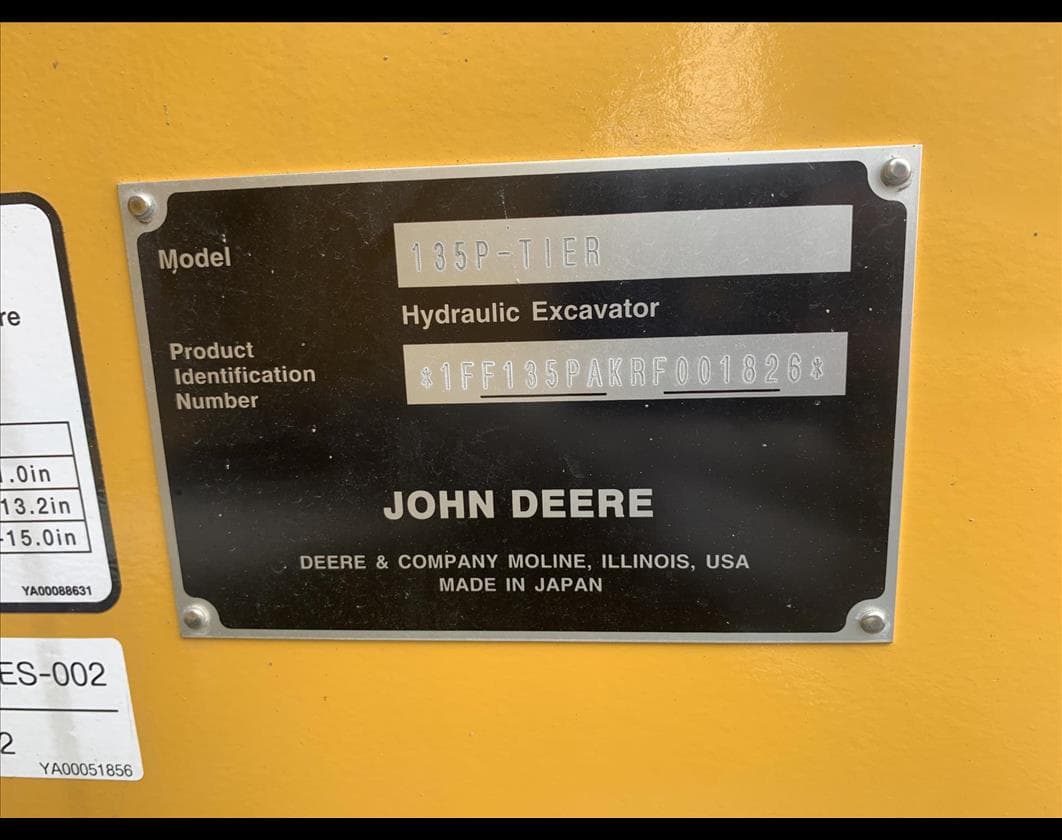 Model
135P-TIER
Hydraulic Excavator
Product
Identification
Number
*1FF135PAKRF001826*
JOHN DEERE
DEERE & COMPANY MOLINE, ILLINOIS, USA
MADE IN JAPAN
re
.0in
13.2in
-15.0in
YA00088631
ES-002
2
YA00051856